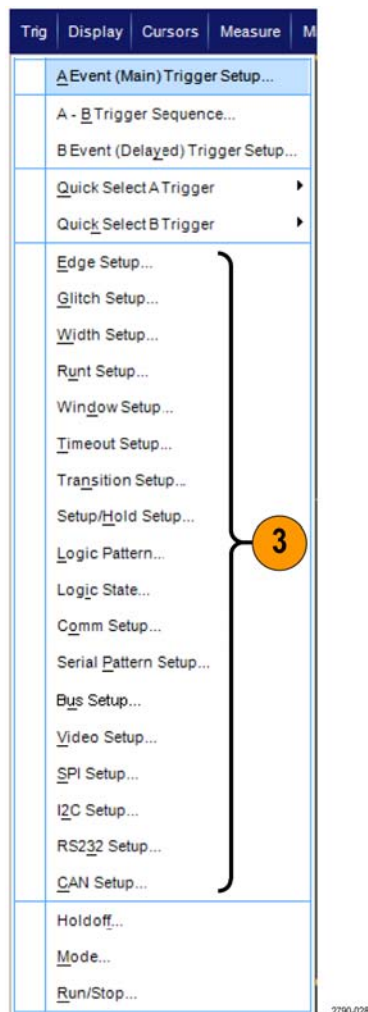 Trig Display Cursors Measure M
A Event (Main) Trigger Setup...
A - B Trigger Sequence...
B Event (Delayed) Trigger Setup...
Quick Select A Trigger
Quick Select B Trigger
Edge Setup...
Glitch Setup...
Width Setup...
Runt Setup...
Window Setup...
Timeout Setup...
Transition Setup...
Setup/Hold Setup...
3
Logic Pattern...
Logic State...
Comm Setup...
Serial Pattern Setup...
Bus Setup...
Video Setup...
SPI Setup...
I2C Setup...
RS232 Setup...
CAN Setup...
Holdoff...
Mode...
Run/Stop...
2790-028